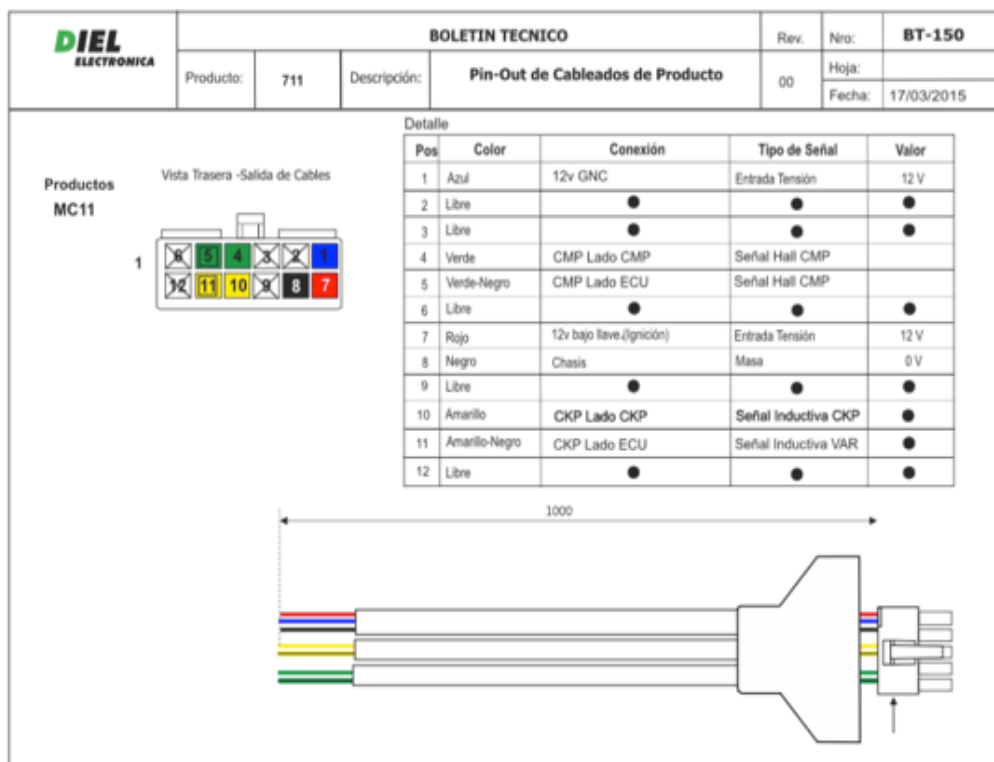 DIEL
ELECTRONICA
BOLETIN TECNICO
Rev.
Nro:
BT-150
Producto:
711
Descripción:
Pin-Out de Cableados de Producto
00
Hoja:
Fecha:
17/03/2015
Productos
MC11
Vista Trasera -Salida de Cables
1
6 5 4 3 2 1
12 11 10 9 8 7
Detalle
Pos Color Conexión Tipo de Señal Valor
1 Azul 12v GNC Entrada Tensión 12 V
2 Libre ● ● ●
3 Libre ● ● ●
4 Verde CMP Lado CMP Señal Hall CMP
5 Verde-Negro CMP Lado ECU Señal Hall CMP
6 Libre ● ● ●
7 Rojo 12v bajo llave.(Ignición) Entrada Tensión 12 V
8 Negro Chasis Masa 0 V
9 Libre ● ● ●
10 Amarillo CKP Lado CKP Señal Inductiva CKP ●
11 Amarillo-Negro CKP Lado ECU Señal Inductiva VAR ●
12 Libre ● ● ●
1000